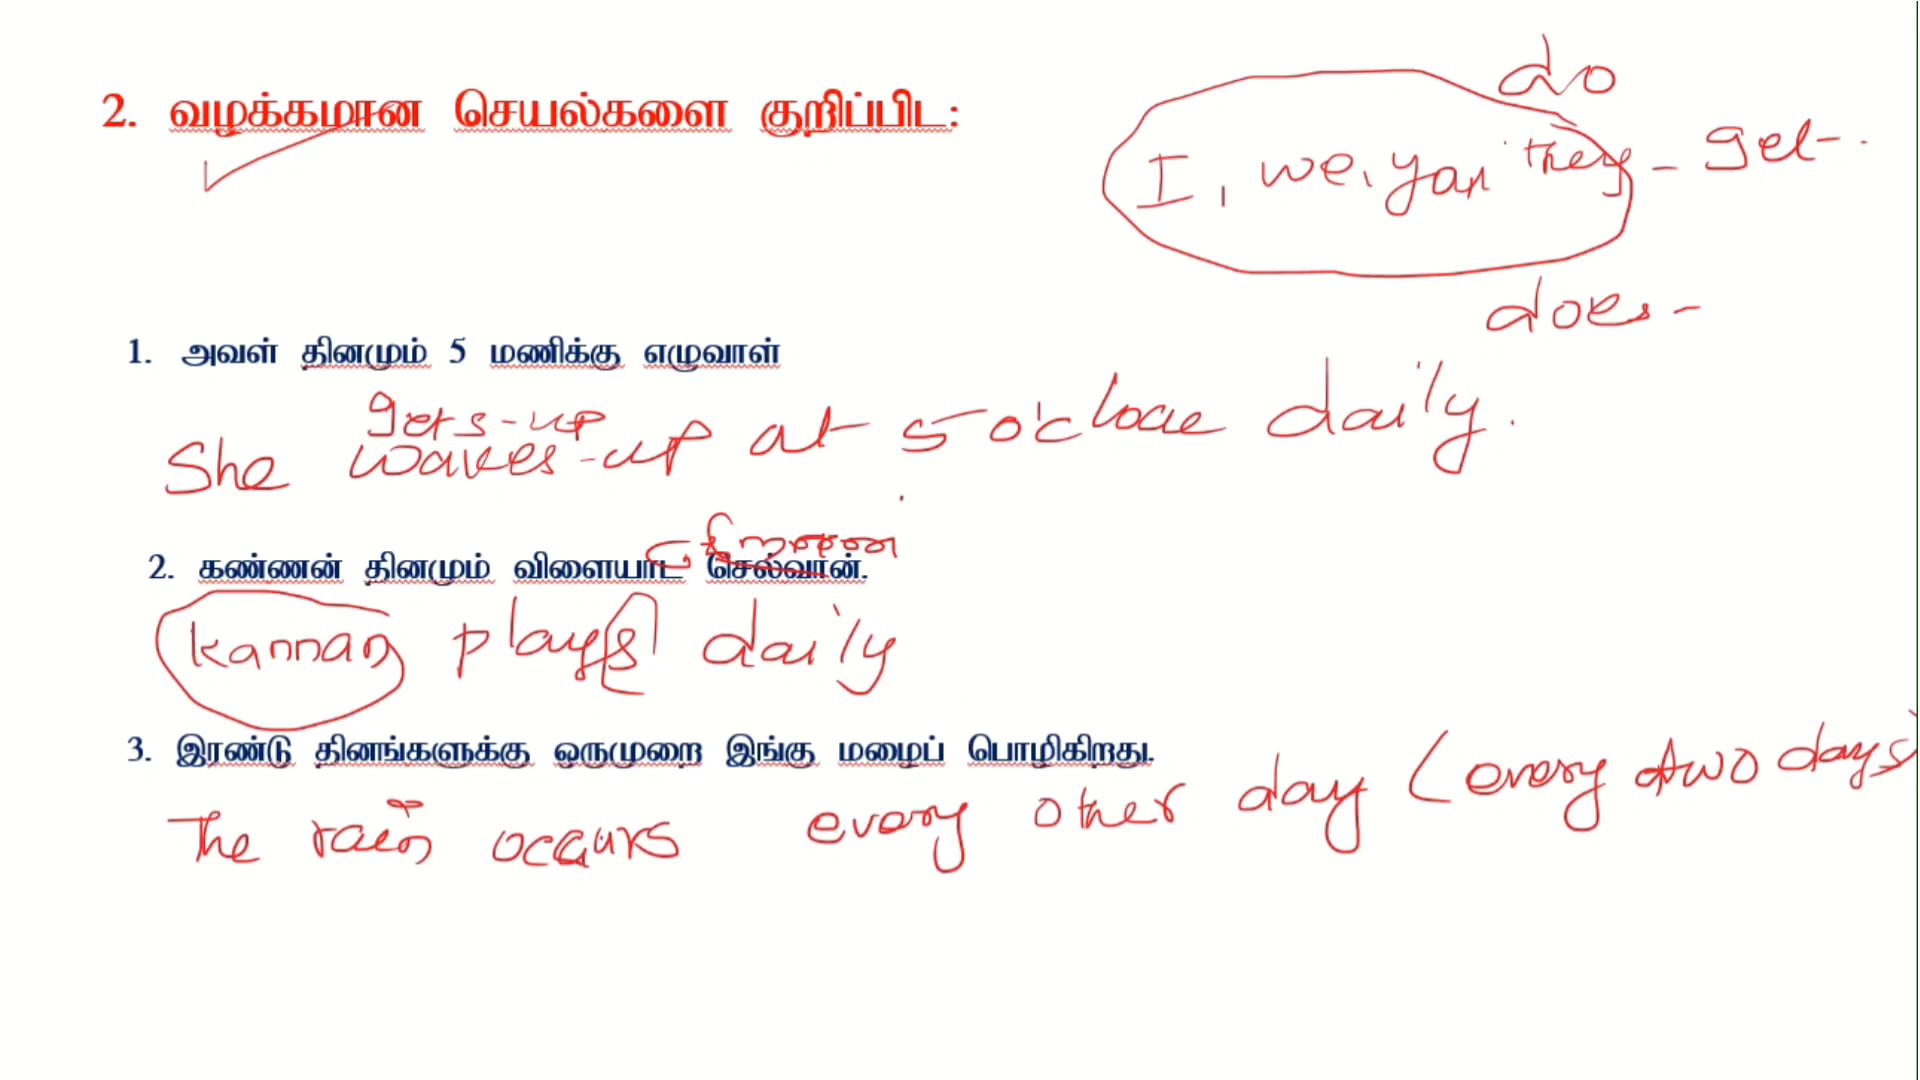 2. வழக்கமான செயல்களை குறிப்பிட:
do
I, we, you they - get.
does -
1. அவள் தினமும் 5 மணிக்கு எழுவாள்
gets-up
She wakes-up at 5 o'clock daily.
2. கண்ணன் தினமும் விளையாட செல்வான்.
kannan plays daily
3. இரண்டு தினங்களுக்கு ஒருமுறை இங்கு மழைப் பொழிகிறது.
The rain occurs every other day (every two days)